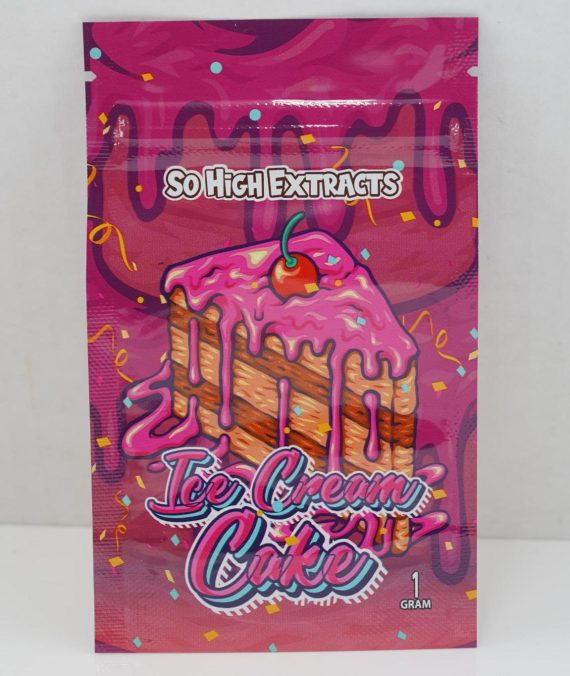 So High Extracts
Ice Cream
Cake
1
GRAM